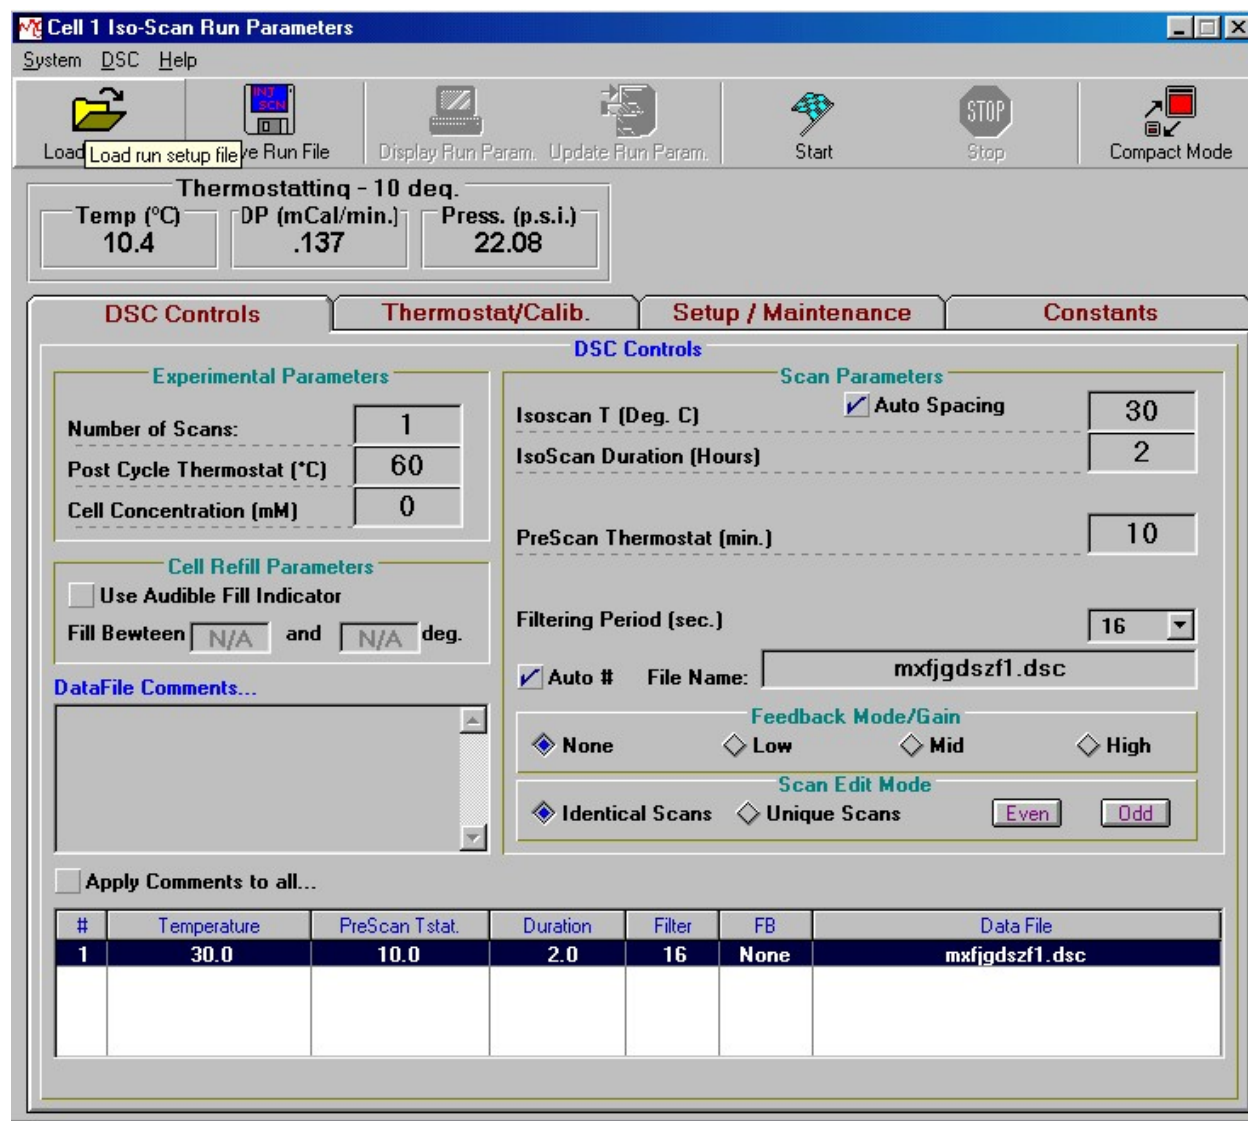 Cell 1 Iso-Scan Run Parameters
System DSC Help
INJ
SCN
STOP
Load ve Run File Display Run Param. Update Run Param. Start Stop Compact Mode
Load run setup file
Thermostatting - 10 deq.
Temp (ºC) DP (mCal/min.) Press. (p.s.i.)
10.4 .137 22.08
DSC Controls Thermostat/Calib. Setup / Maintenance Constants
DSC Controls
Experimental Parameters
Number of Scans: 1
Post Cycle Thermostat (*C) 60
Cell Concentration (mM) 0
Cell Refill Parameters
Use Audible Fill Indicator
Fill Bewteen N/A and N/A deg.
DataFile Comments...
Scan Parameters
Isoscan T (Deg. C) Auto Spacing 30
IsoScan Duration (Hours) 2
PreScan Thermostat (min.) 10
Filtering Period (sec.) 16
Auto # File Name: mxfjgdszf1.dsc
Feedback Mode/Gain
None Low Mid High
Scan Edit Mode
Identical Scans Unique Scans Even Odd
Apply Comments to all...
# Temperature PreScan Tstat. Duration Filter FB Data File
1 30.0 10.0 2.0 16 None mxfjgdszf1.dsc